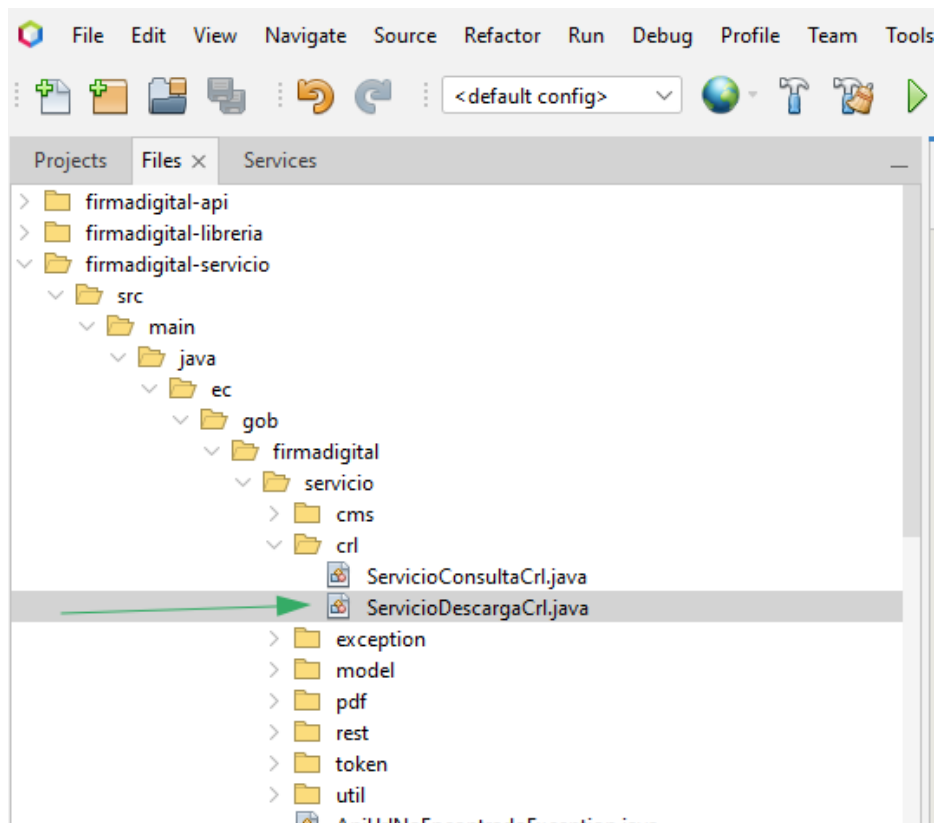 File Edit View Navigate Source Refactor Run Debug Profile Team Tools
<default config>
Projects Files Services
firmadigital-api
firmadigital-libreria
firmadigital-servicio
src
main
java
ec
gob
firmadigital
servicio
cms
crl
ServicioConsultaCrl.java
ServicioDescargaCrl.java
exception
model
pdf
rest
token
util